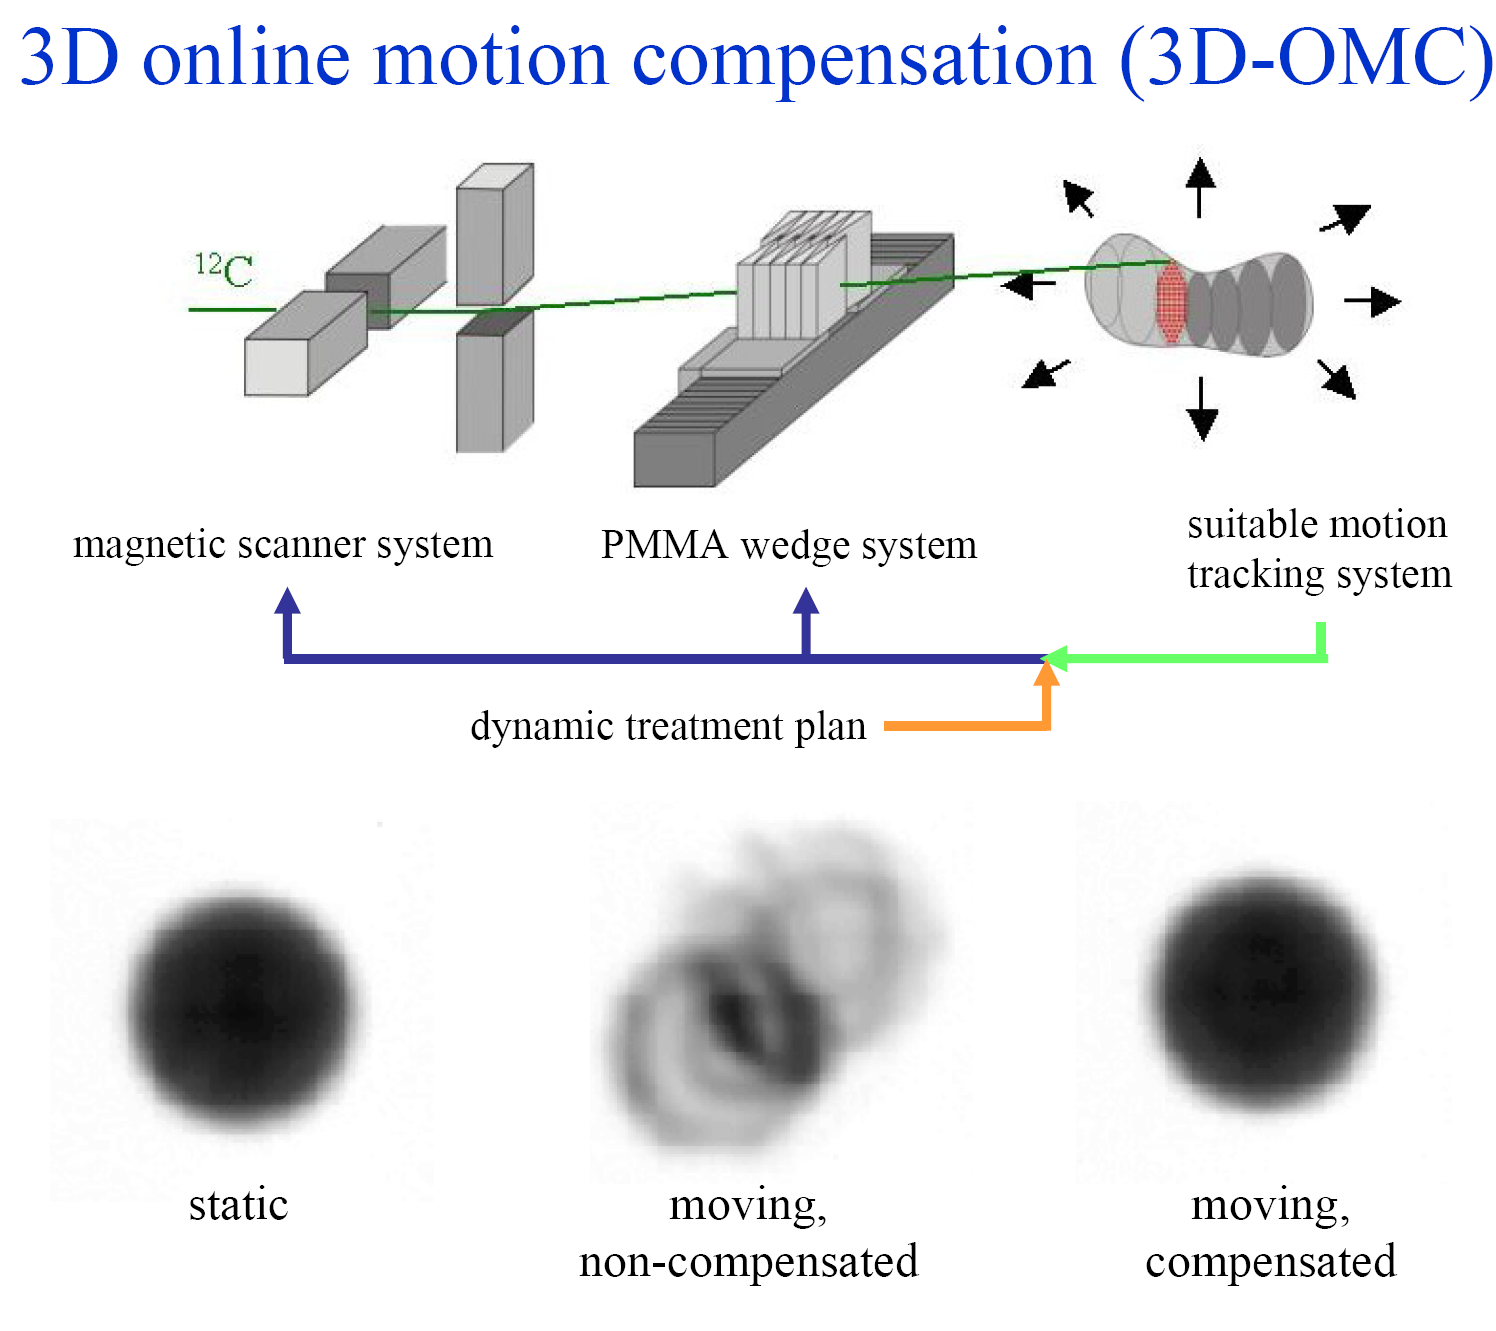 3D online motion compensation (3D-OMC)
¹²C
magnetic scanner system
PMMA wedge system
suitable motion
tracking system
dynamic treatment plan
static
moving,
non-compensated
moving,
compensated